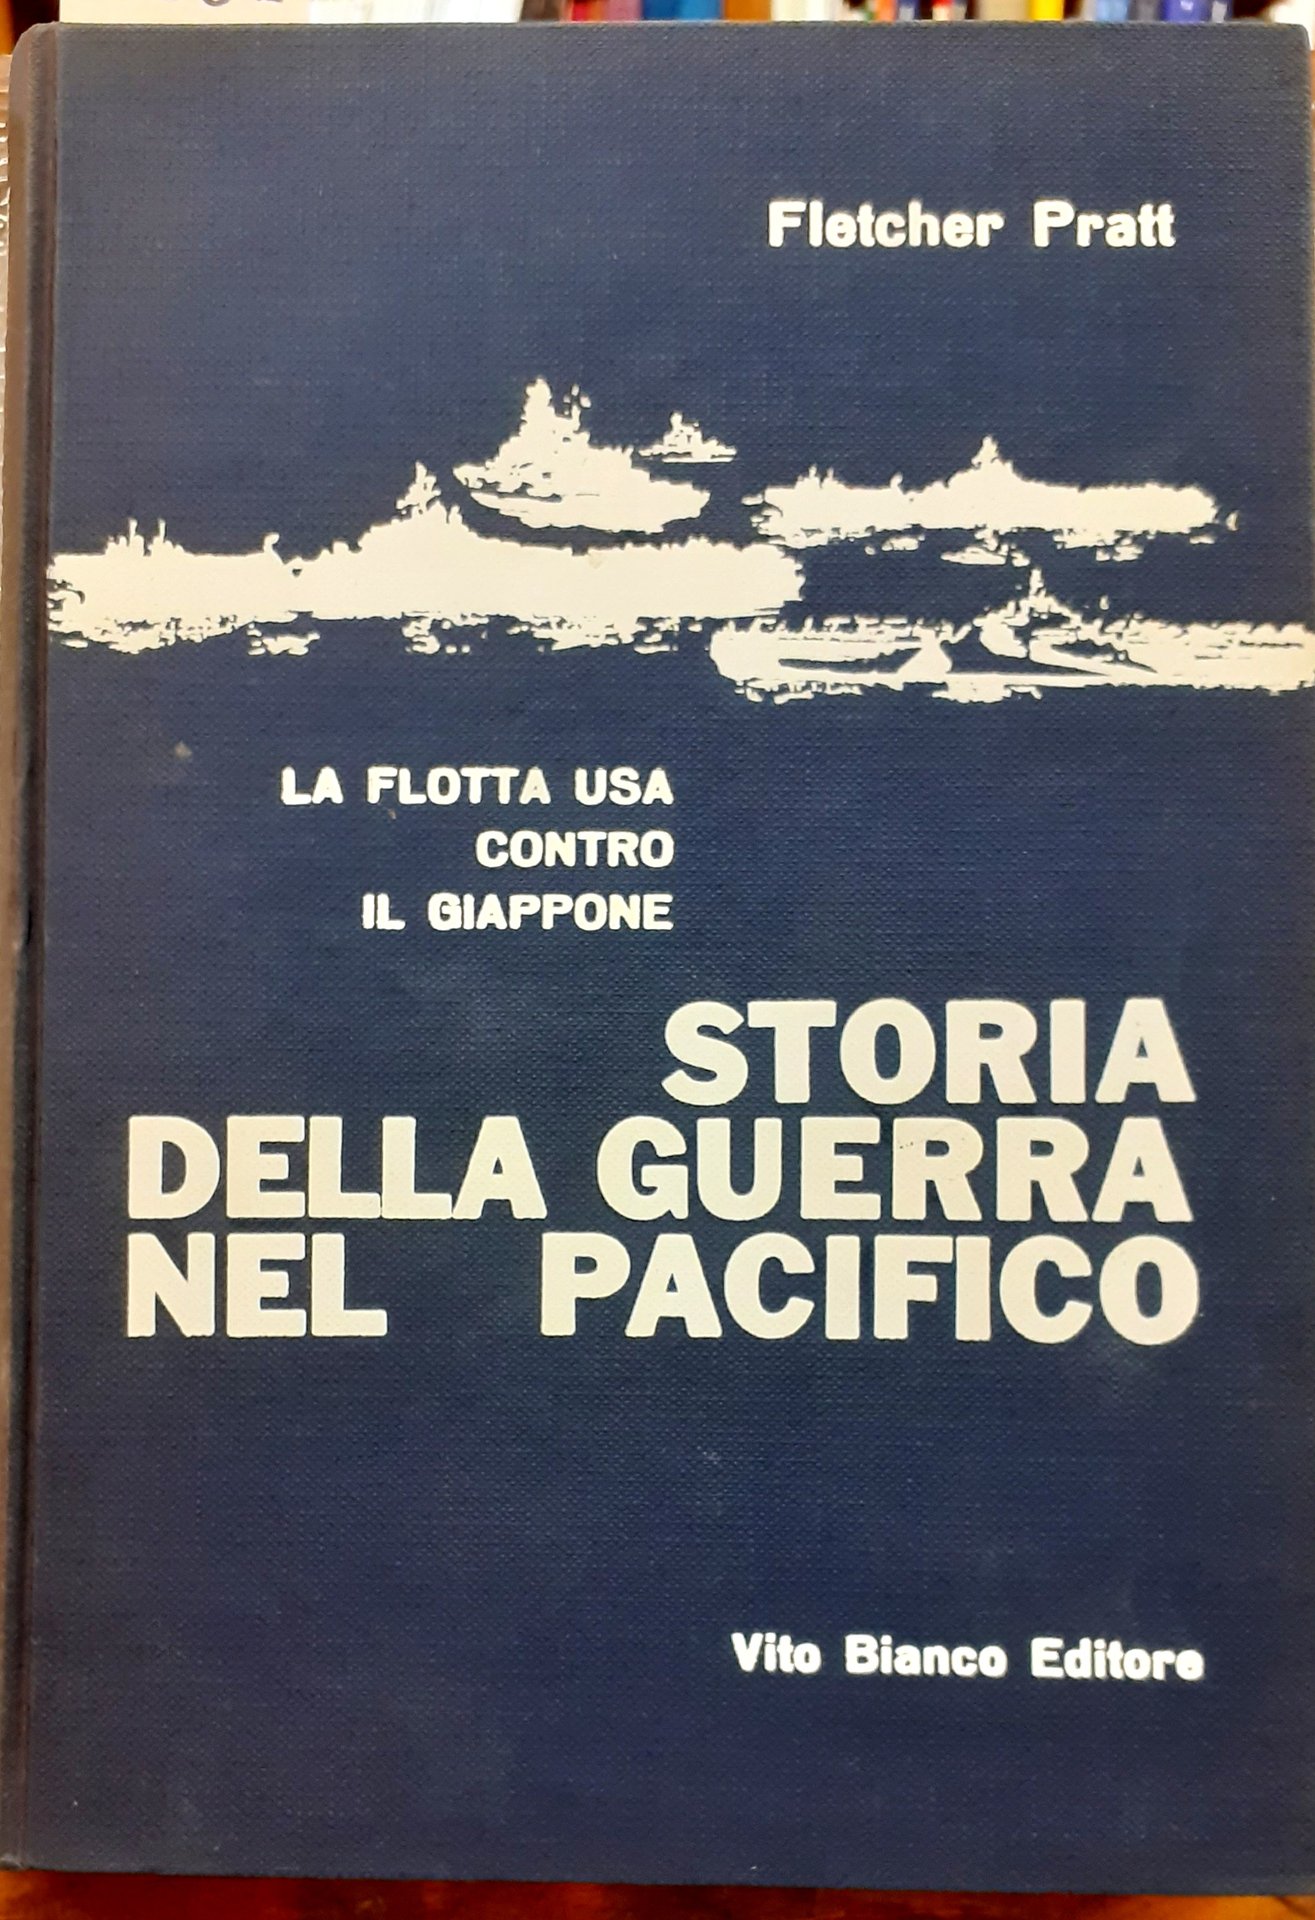 Fletcher Pratt
LA FLOTTA USA
CONTRO
IL GIAPPONE
STORIA
DELLA GUERRA
NEL PACIFICO
Vito Bianco Editore